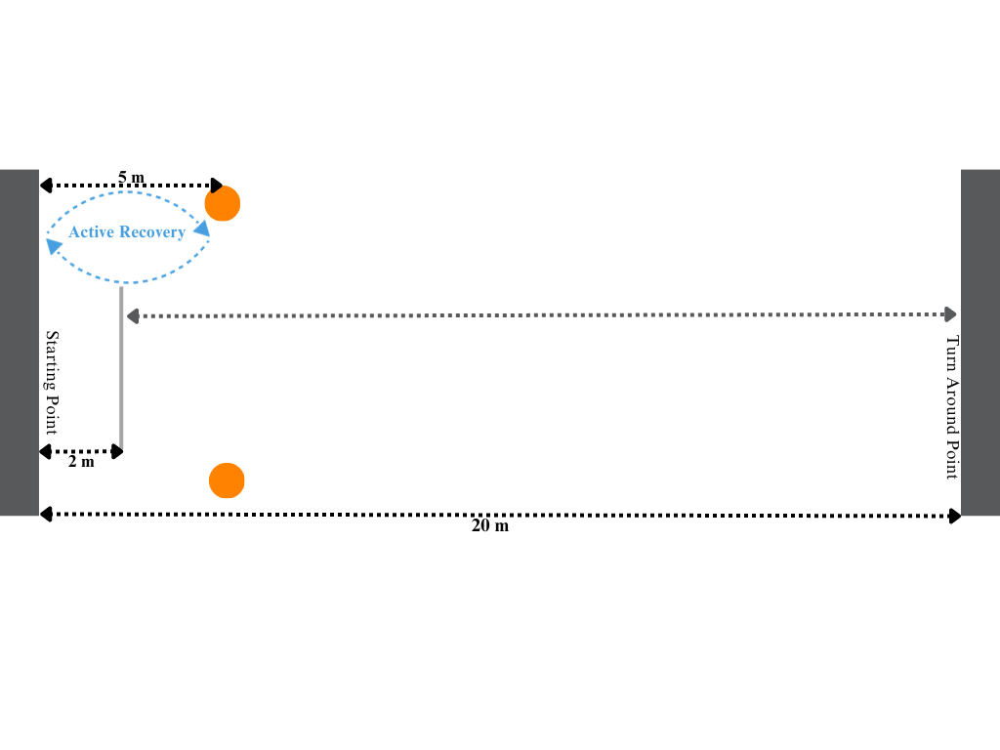 5 m
Active Recovery
Starting Point
Turn Around Point
2 m
20 m